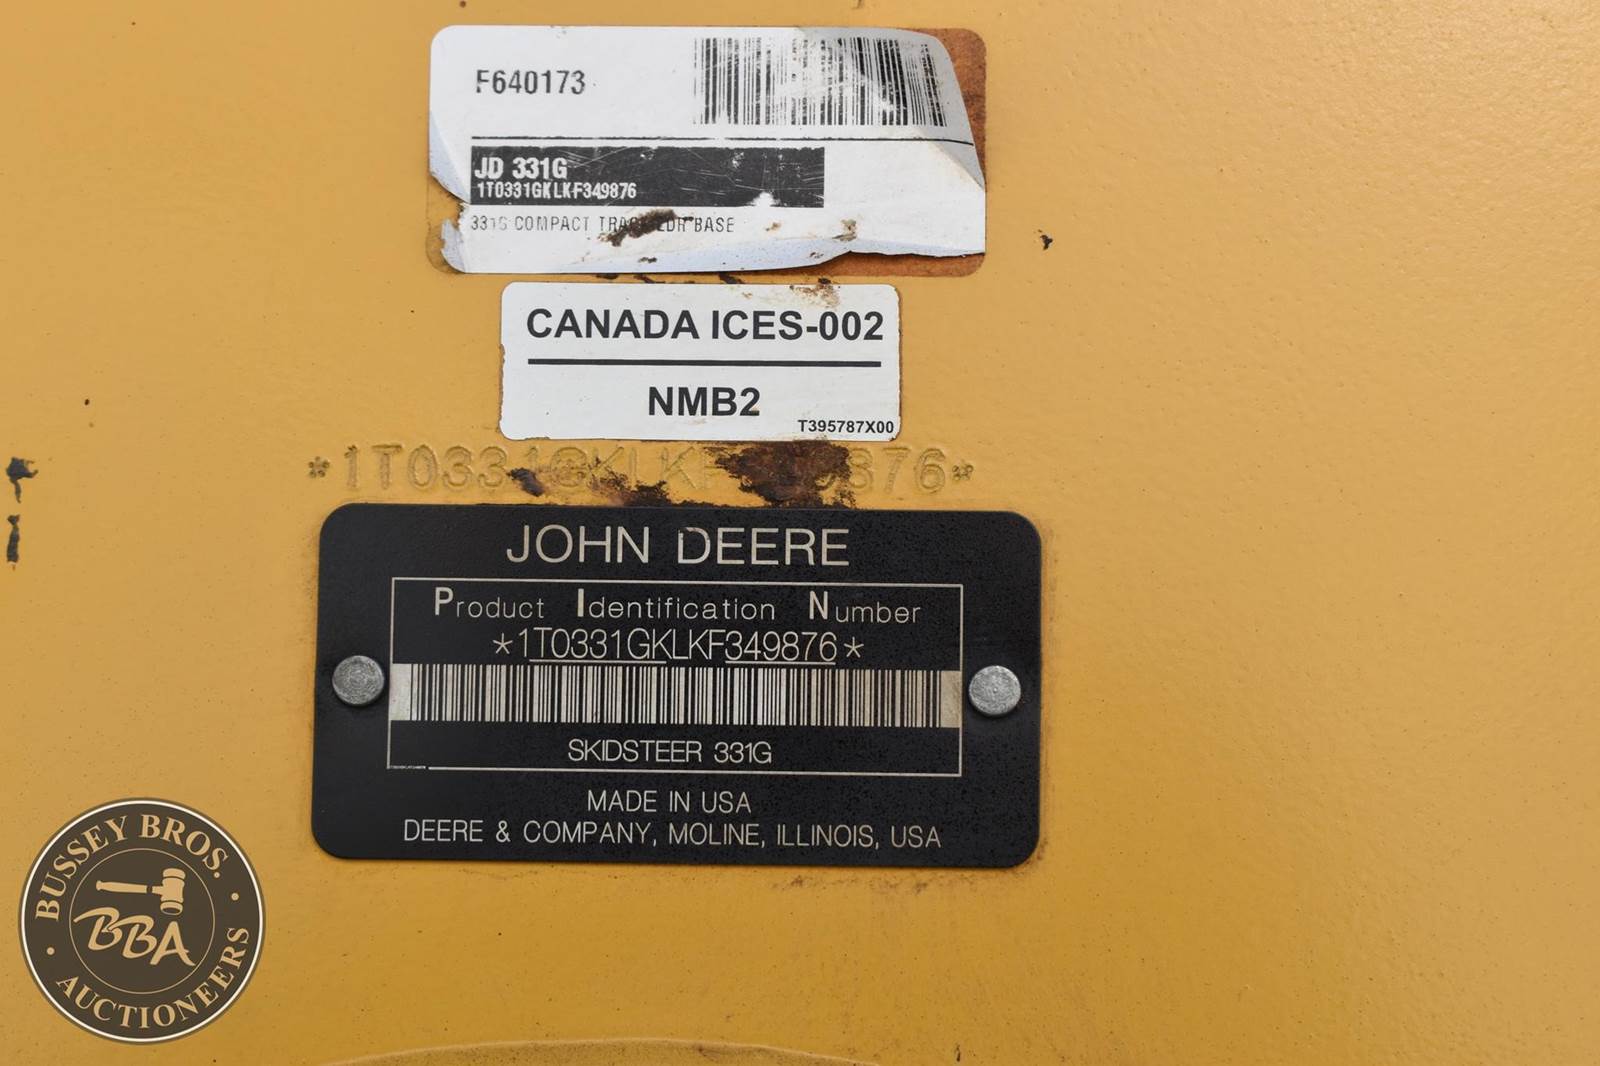 F640173
JD 331G
1T0331GKLKF349876
331G COMPACT TRACK LDR BASE
CANADA ICES-002
NMB2
T395787X00
*1T0331GKLKF349876*
JOHN DEERE
Product Identification Number
*1T0331GKLKF349876*
SKIDSTEER 331G
MADE IN USA
DEERE & COMPANY, MOLINE, ILLINOIS, USA
BUSSEY BROS.
BBA
AUCTIONEERS